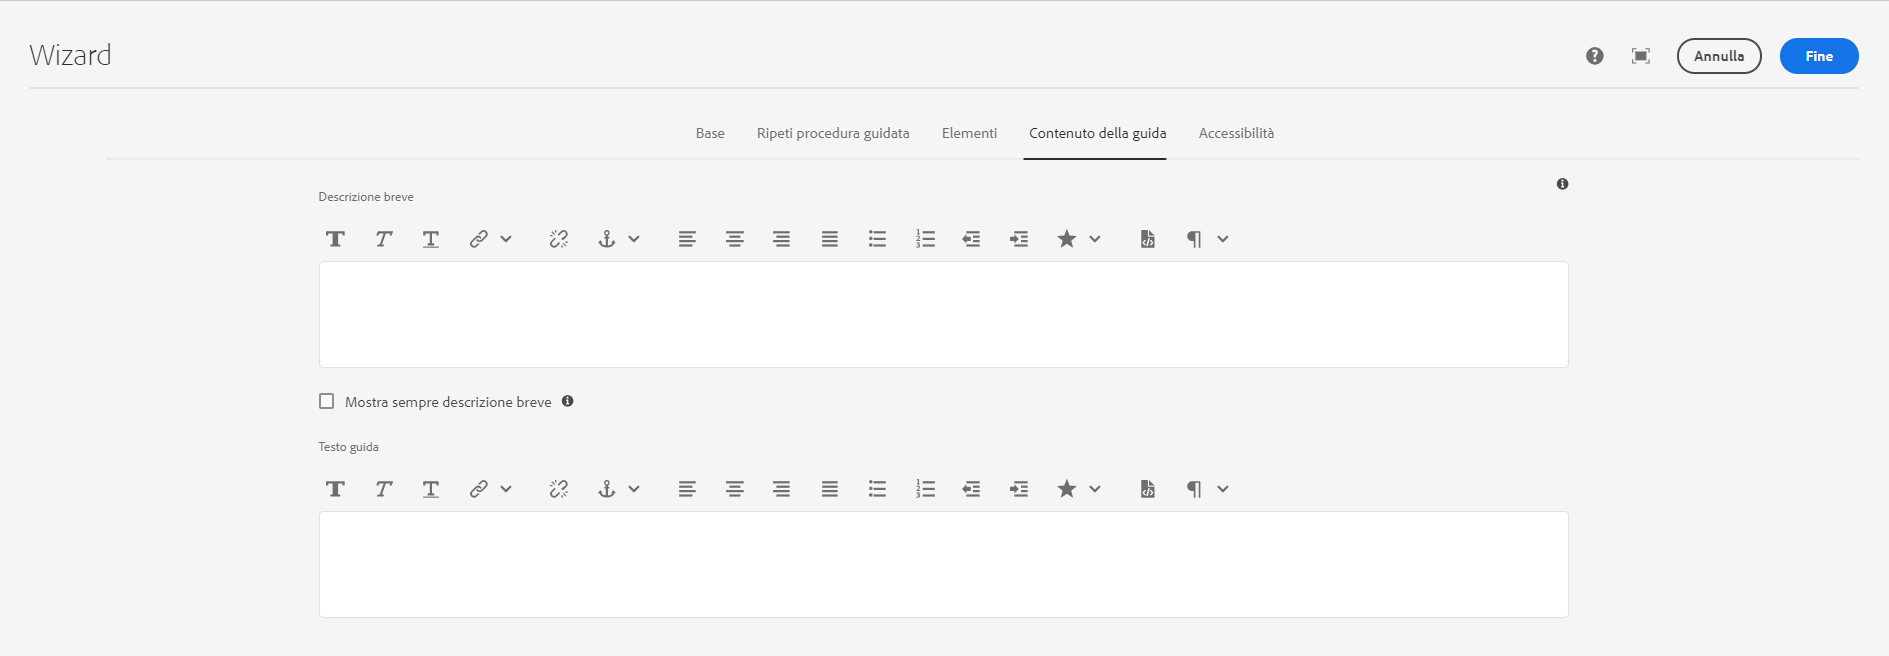 Wizard
Annulla
Fine
Base
Ripeti procedura guidata
Elementi
Contenuto della guida
Accessibilità
Descrizione breve
Mostra sempre descrizione breve
Testo guida